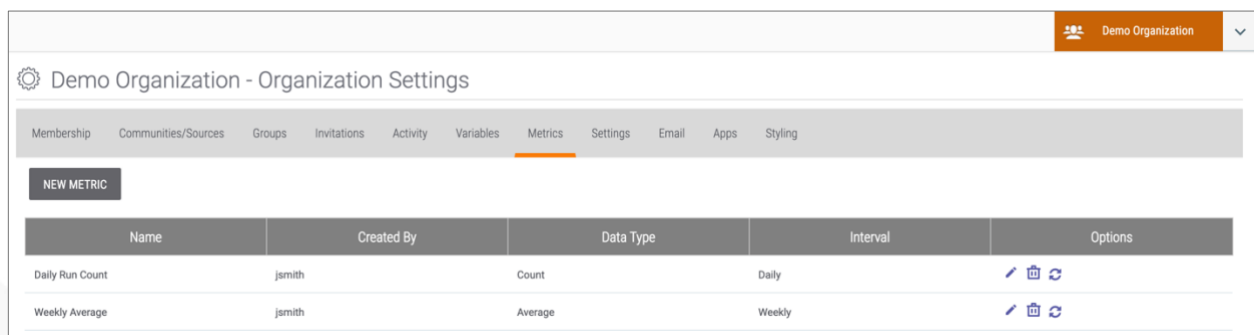 Demo Organization
Demo Organization - Organization Settings
Membership Communities/Sources Groups Invitations Activity Variables Metrics Settings Email Apps Styling
NEW METRIC
Name Created By Data Type Interval Options
Daily Run Count jsmith Count Daily
Weekly Average jsmith Average Weekly